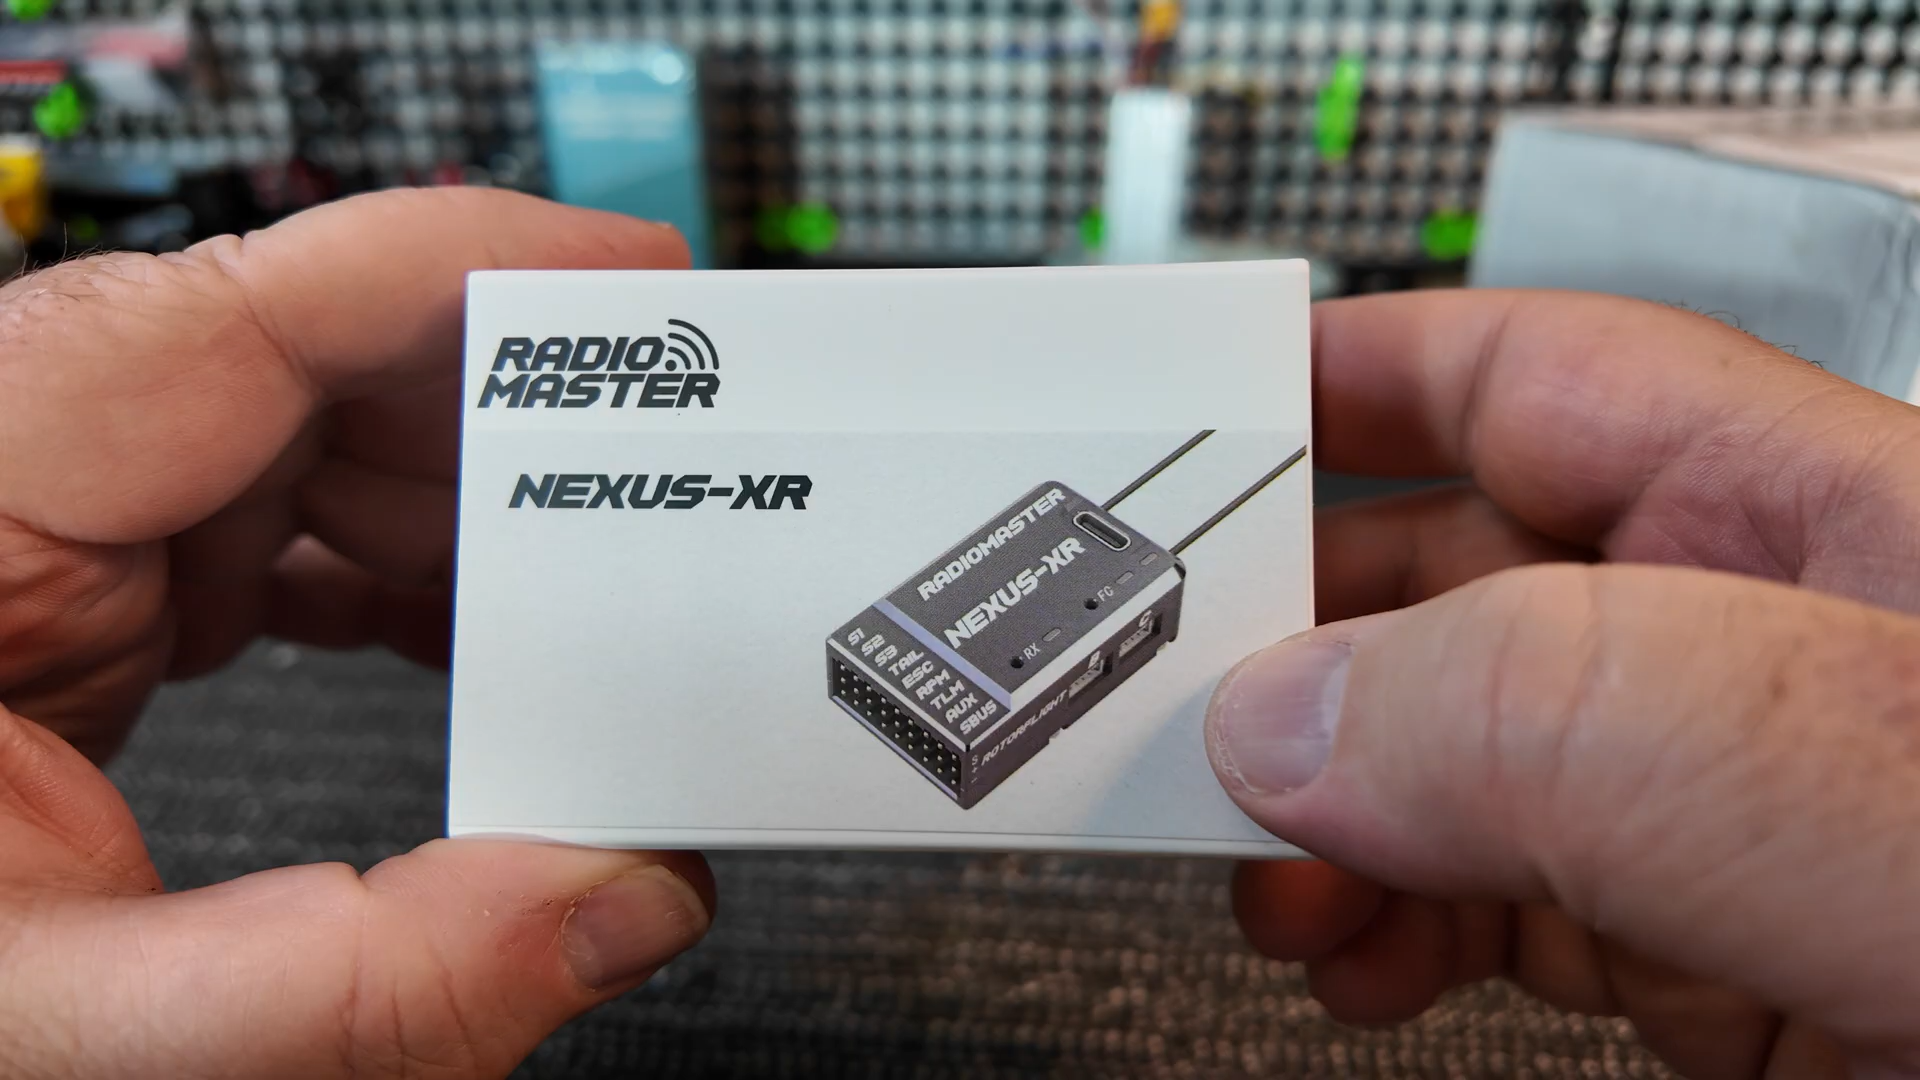 RADIO
MASTER
NEXUS-XR
RADIOMASTER
NEXUS-XR
FC
RX
S1
S2
S3
TAIL
ESC
RPM
TLM
AUX
SBUS
ROTORFLIGHT
B
C
S
+
-